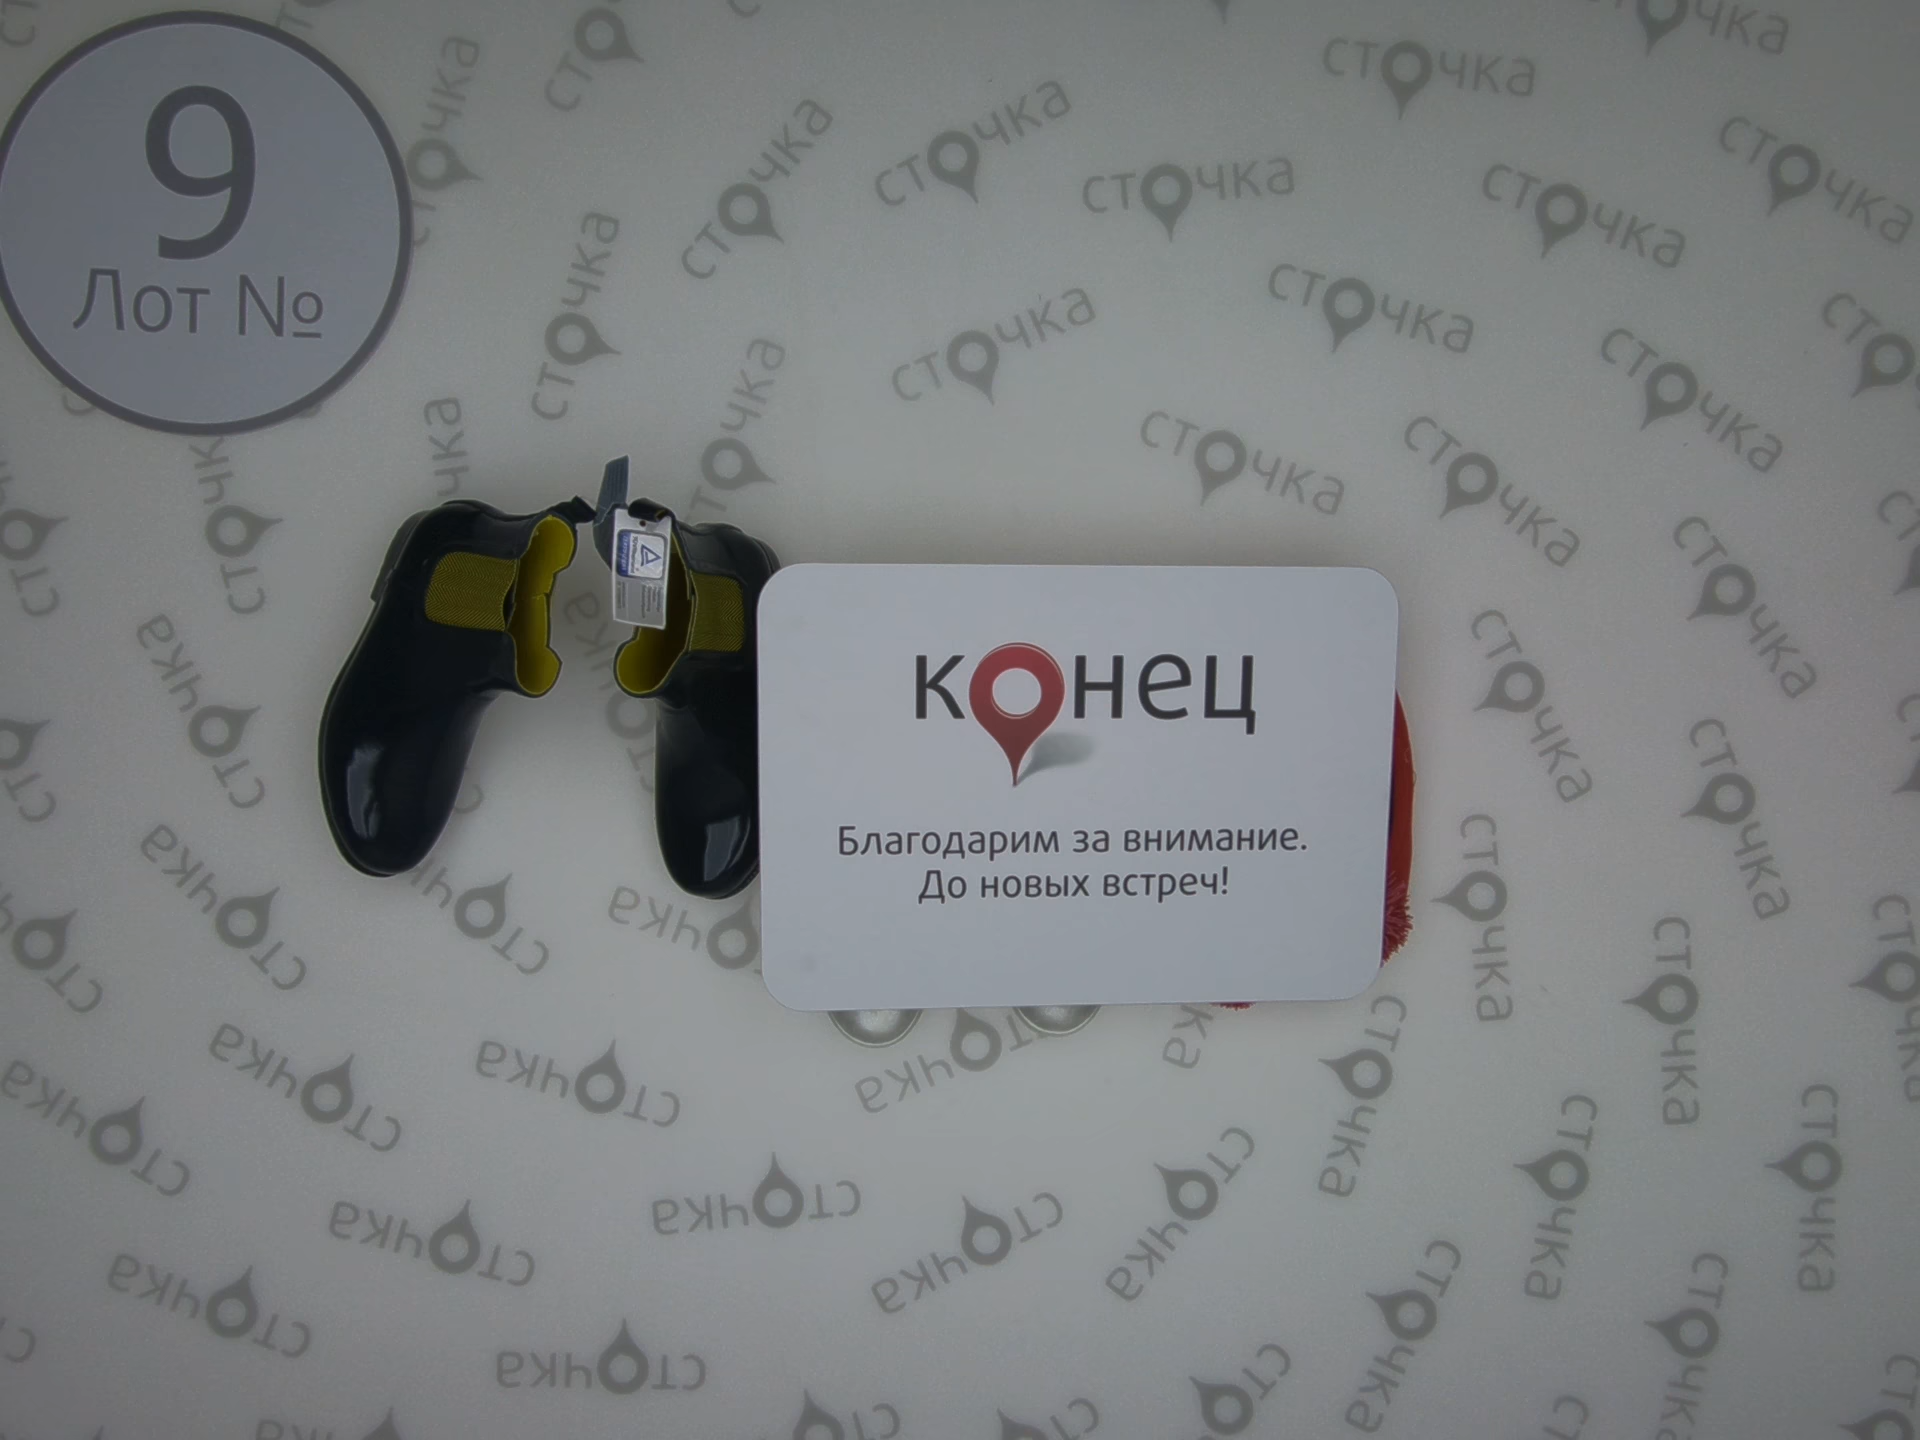 9
Лот №
конец
Благодарим за внимание.
До новых встреч!
сточка